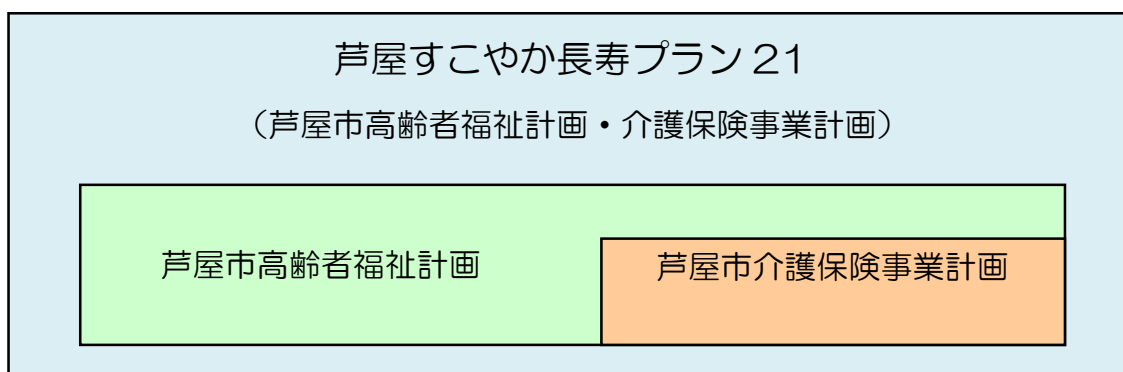 芦屋すこやか長寿プラン21
（芦屋市高齢者福祉計画・介護保険事業計画）
芦屋市高齢者福祉計画
芦屋市介護保険事業計画